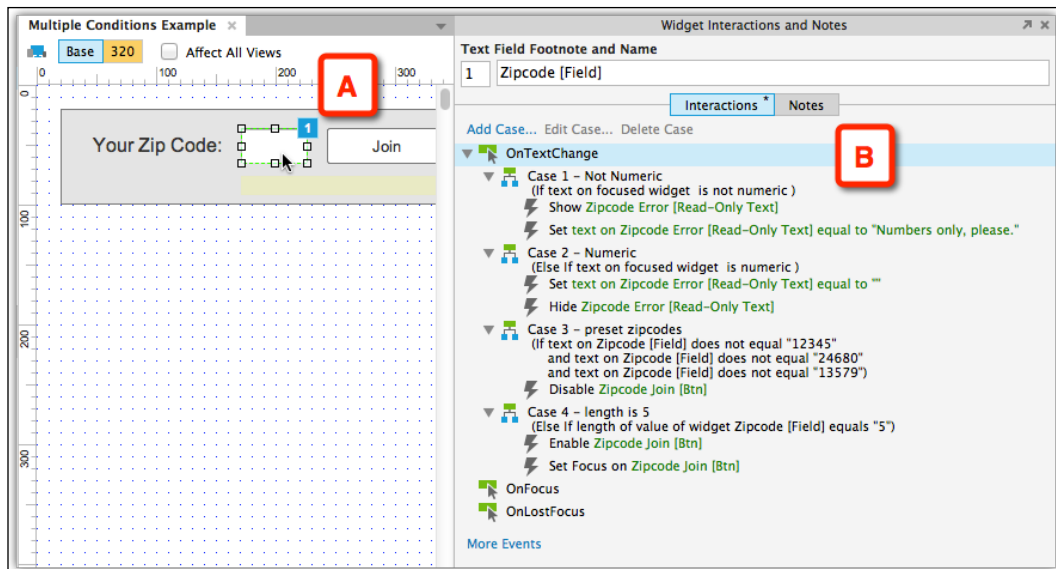 Multiple Conditions Example ×
Base 320 Affect All Views
0 100 200 300
0
100
200
300
A
Your Zip Code:
1
Join
Widget Interactions and Notes
Text Field Footnote and Name
1 Zipcode [Field]
Interactions * Notes
Add Case... Edit Case... Delete Case
B
OnTextChange
Case 1 - Not Numeric
(If text on focused widget is not numeric )
Show Zipcode Error [Read-Only Text]
Set text on Zipcode Error [Read-Only Text] equal to "Numbers only, please."
Case 2 - Numeric
(Else If text on focused widget is numeric )
Set text on Zipcode Error [Read-Only Text] equal to ""
Hide Zipcode Error [Read-Only Text]
Case 3 - preset zipcodes
(If text on Zipcode [Field] does not equal "12345"
and text on Zipcode [Field] does not equal "24680"
and text on Zipcode [Field] does not equal "13579")
Disable Zipcode Join [Btn]
Case 4 - length is 5
(Else If length of value of widget Zipcode [Field] equals "5")
Enable Zipcode Join [Btn]
Set Focus on Zipcode Join [Btn]
OnFocus
OnLostFocus
More Events